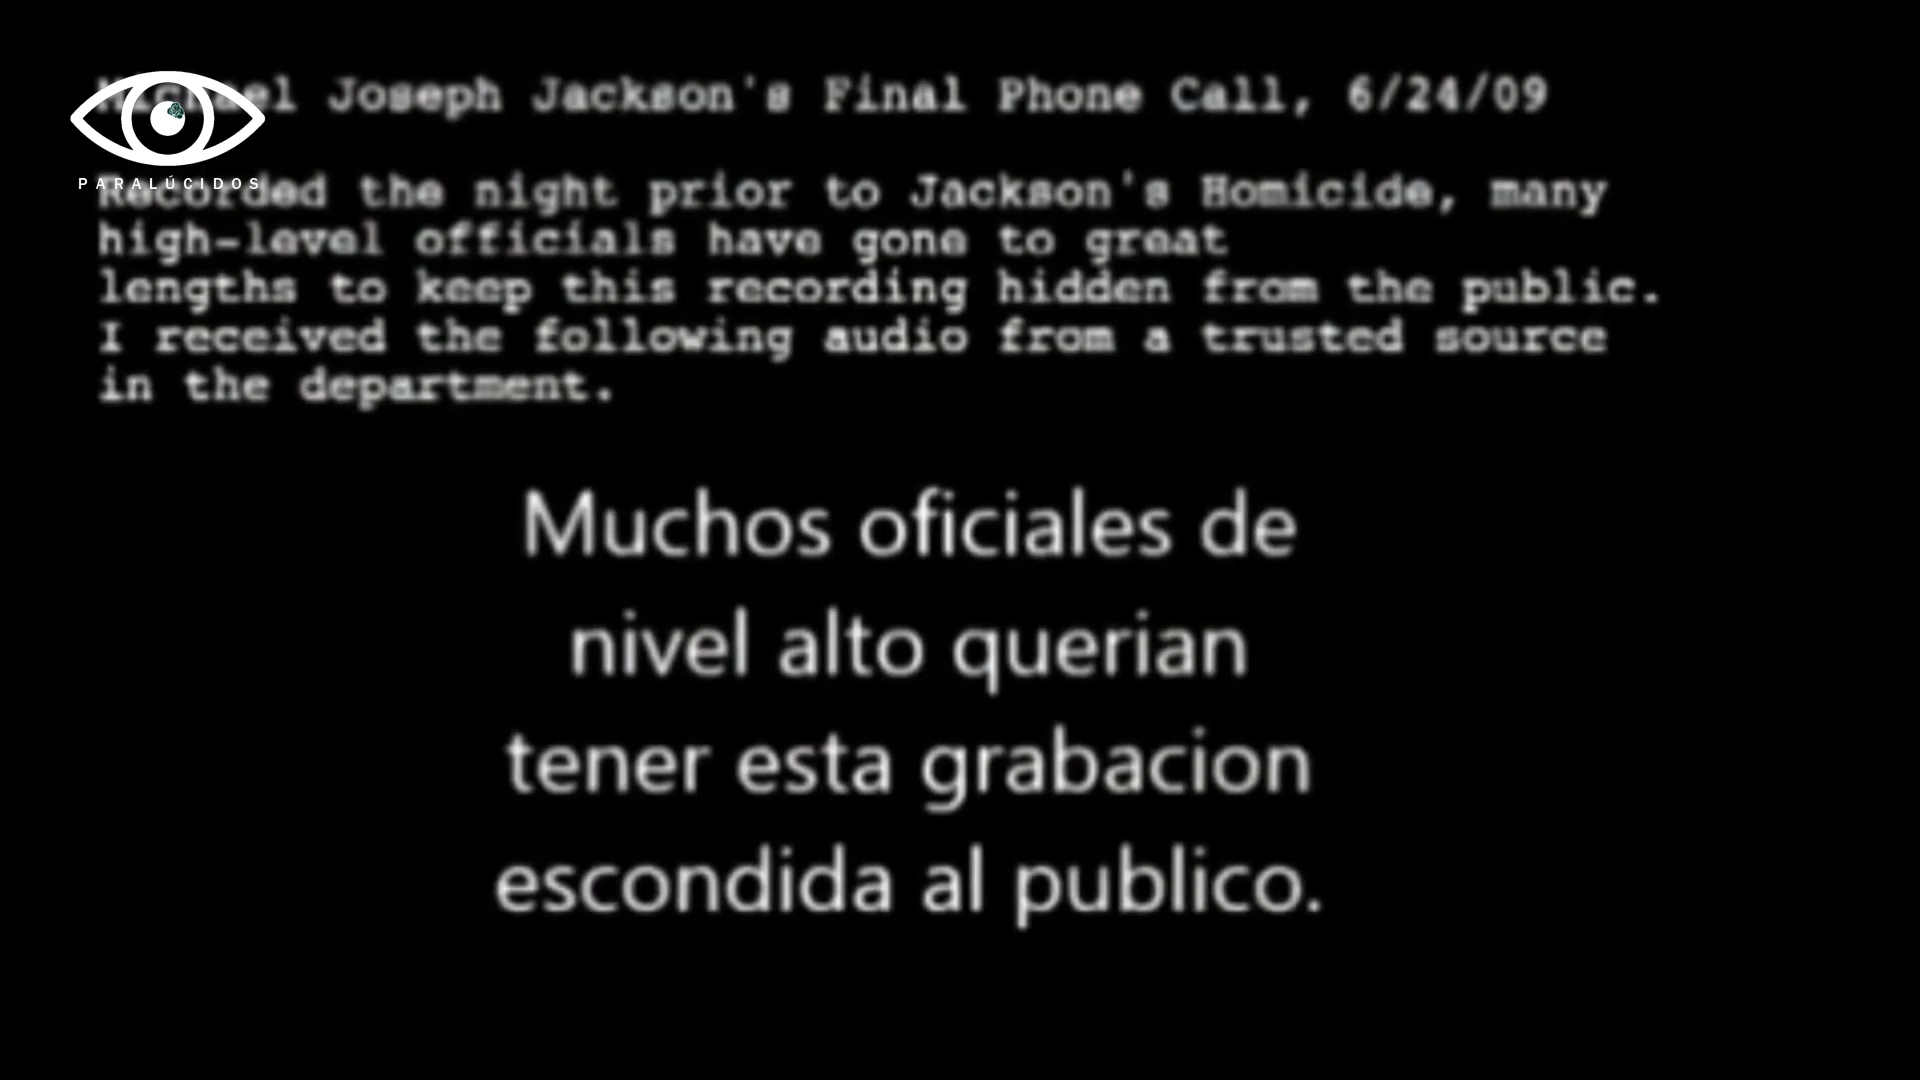 Michael Joseph Jackson's Final Phone Call, 6/24/09
PARALÚCIDOS
Recorded the night prior to Jackson's Homicide, many
high-level officials have gone to great
lengths to keep this recording hidden from the public.
I received the following audio from a trusted source
in the department.
Muchos oficiales de
nivel alto querian
tener esta grabacion
escondida al publico.